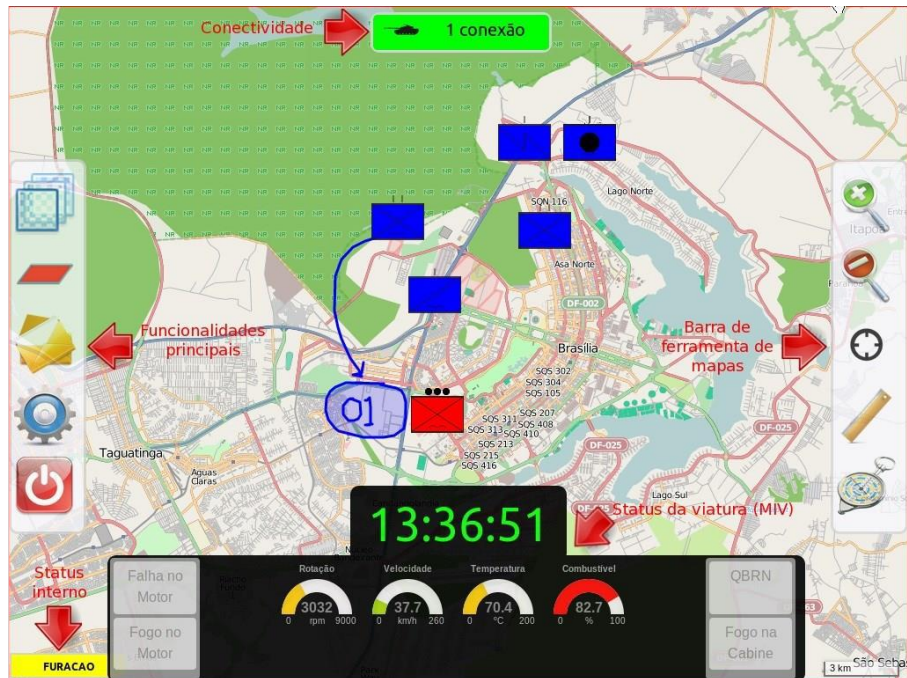 Conectividade
1 conexão
Lago Norte
SQN 116
Itapoã
Asa Norte
DF-002
Funcionalidades
principais
Barra de
ferramenta de
mapas
Brasília
SQS 302
SQS 304
SQS 105
01
SQS 311 SQS 207
SQS 313 SQS 408
SQS 410
SQS 213
SQS 215
SQS 416
DF-025
DF-025
Taguatinga
Aguas
Claras
Lago Sul
13:36:51
Status da viatura (MIV)
Status
interno
Falha no
Motor
Fogo no
Motor
Rotação
3032
0 rpm 9000
Velocidade
37.7
0 km/h 260
Temperatura
70.4
0 °C 200
Combustível
82.7
0 % 100
QBRN
Fogo na
Cabine
FURACAO
3 km
São Sebas